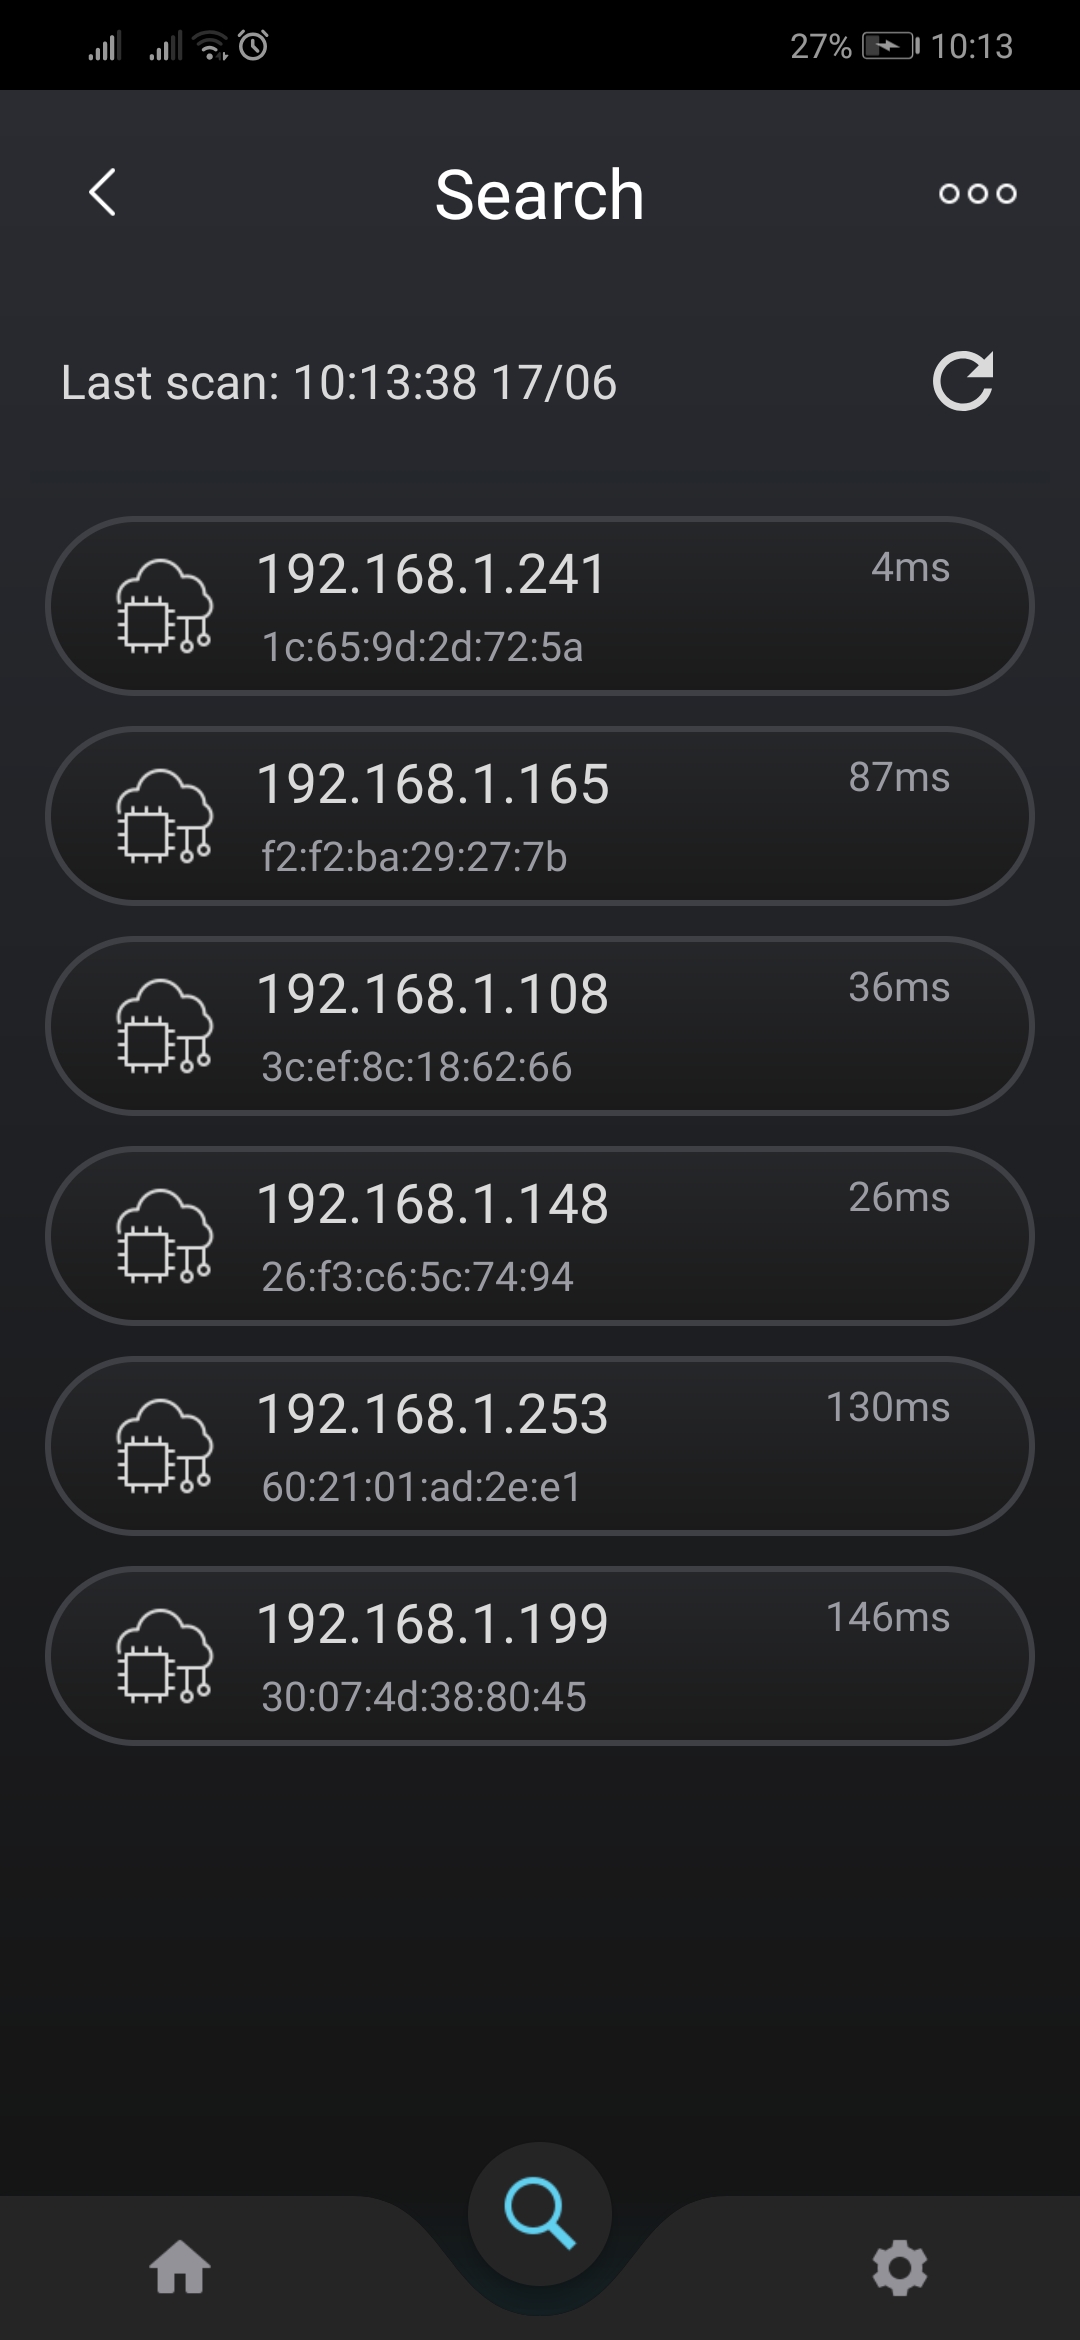 27% 10:13
Search
Last scan: 10:13:38 17/06
192.168.1.241 4ms
1c:65:9d:2d:72:5a
192.168.1.165 87ms
f2:f2:ba:29:27:7b
192.168.1.108 36ms
3c:ef:8c:18:62:66
192.168.1.148 26ms
26:f3:c6:5c:74:94
192.168.1.253 130ms
60:21:01:ad:2e:e1
192.168.1.199 146ms
30:07:4d:38:80:45